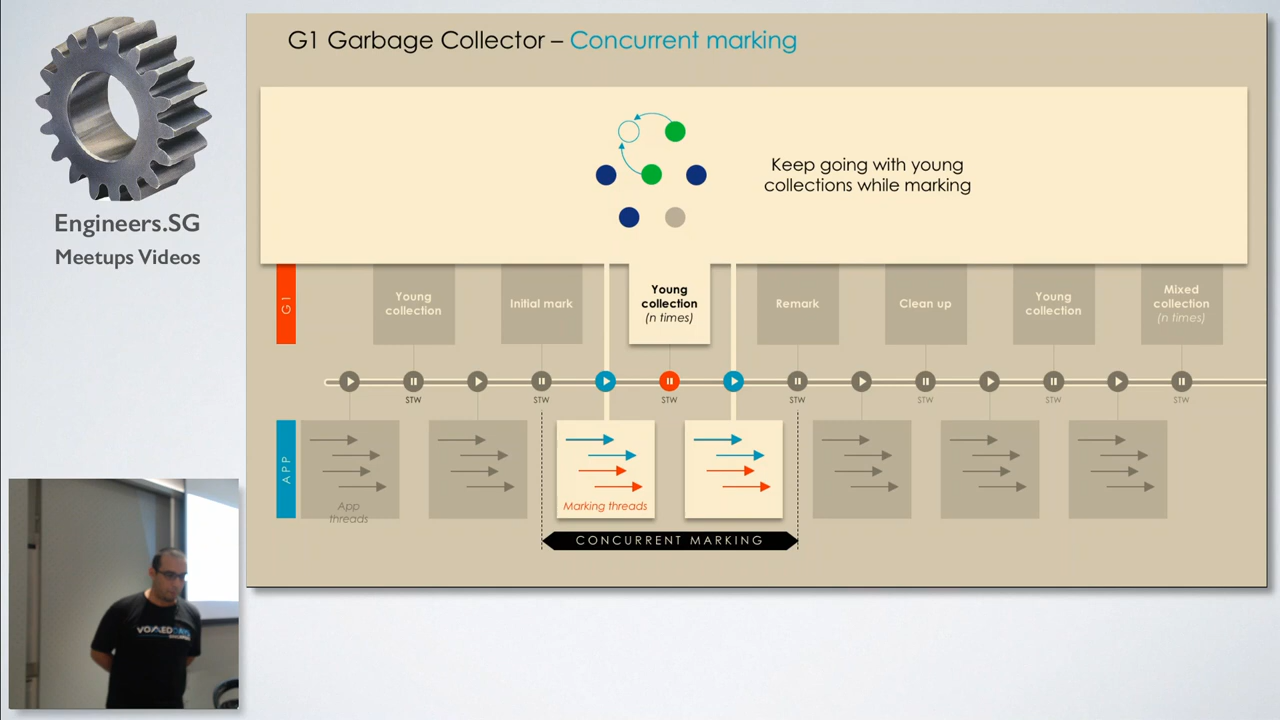 G1 Garbage Collector – Concurrent marking
Engineers.SG
Meetups Videos
Keep going with young
collections while marking
G1
Young
collection
Initial mark
Young
collection
(n times)
Remark
Clean up
Young
collection
Mixed
collection
(n times)
STW
STW
STW
STW
STW
STW
STW
APP
App
threads
Marking threads
CONCURRENT MARKING